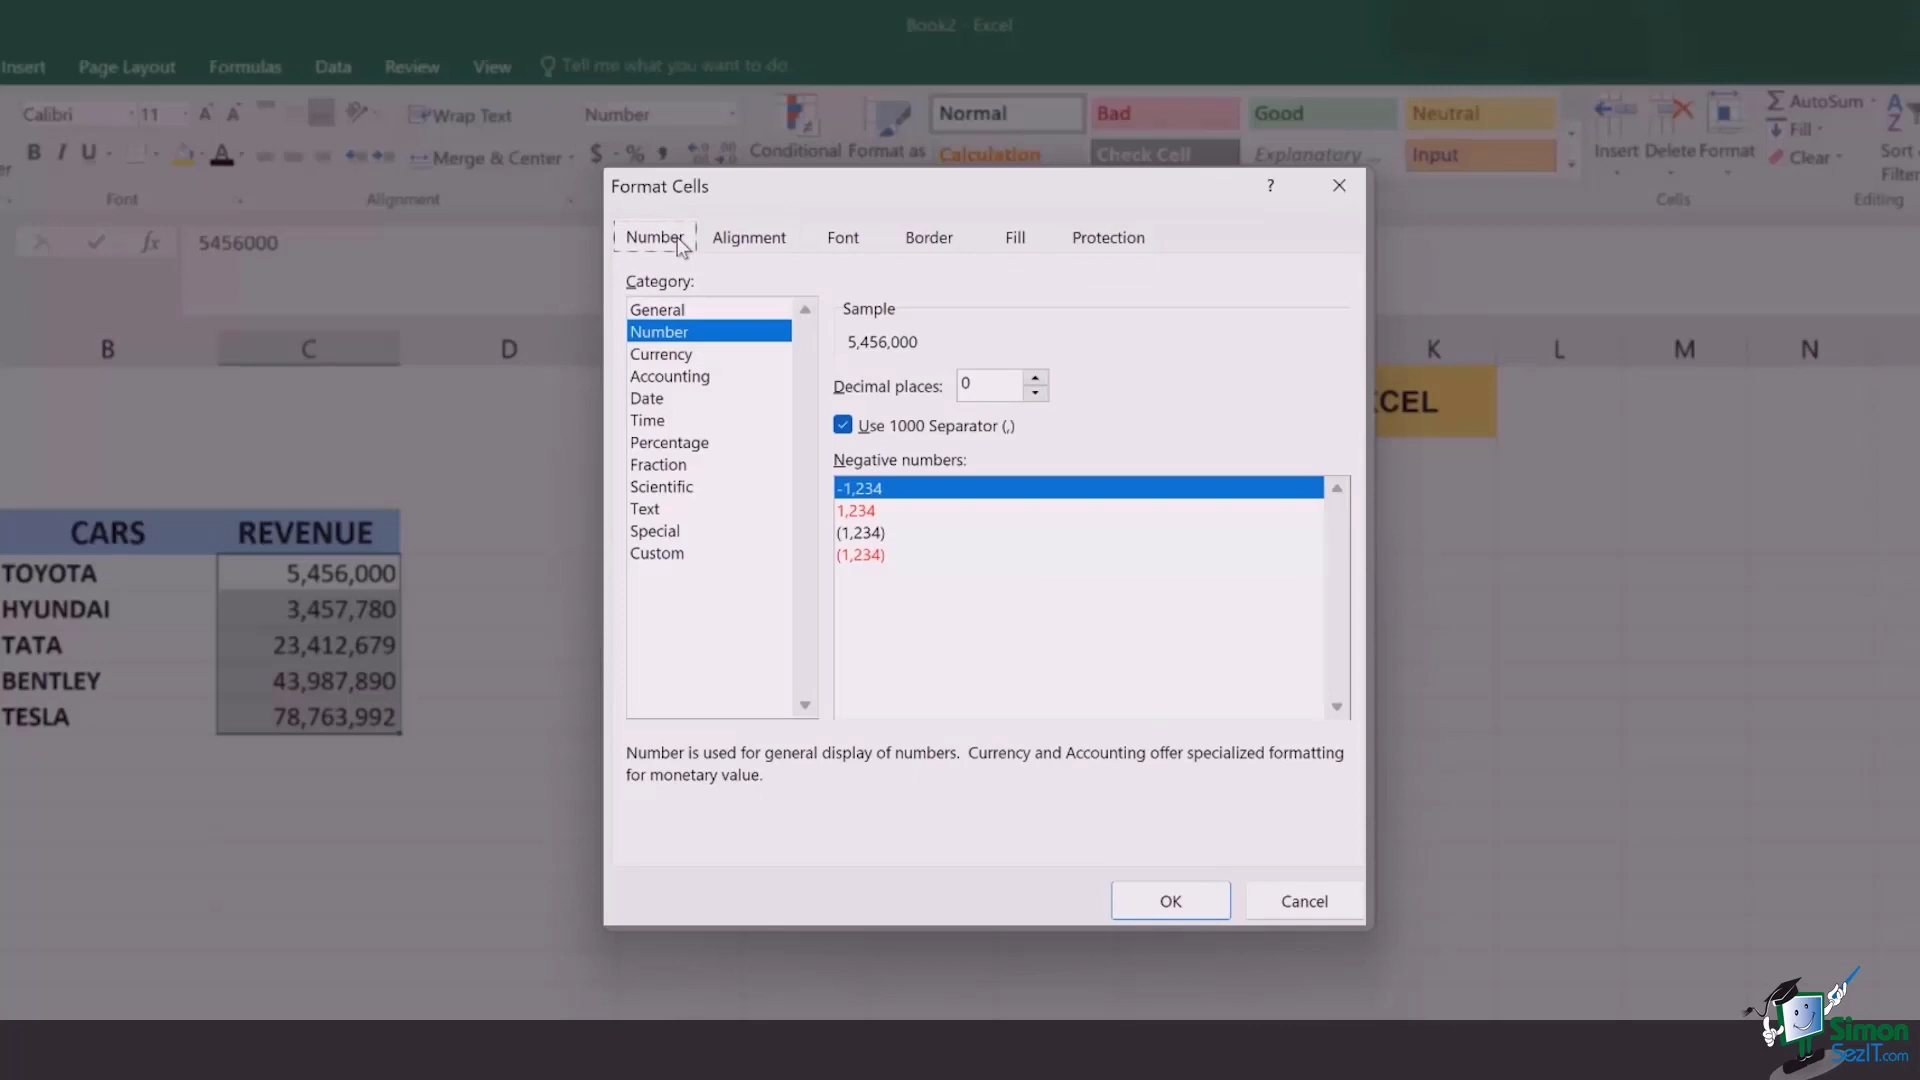 Book2 - Excel
Insert Page Layout Formulas Data Review View Tell me what you want to do.
Calibri 11 A A Wrap Text Number Normal Bad Good Neutral AutoSum
B I U A Merge & Center $ % , Conditional Format as Calculation Check Cell Explanatory ... Input Insert Delete Format Fill Clear Sort
Filter
Font Alignment Cells Editing
fx 5456000
Format Cells ?
Number Alignment Font Border Fill Protection
Category:
General
Number
Currency
Accounting
Date
Time
Percentage
Fraction
Scientific
Text
Special
Custom
Sample
5,456,000
Decimal places: 0
Use 1000 Separator (,)
Negative numbers:
-1,234
1,234
(1,234)
(1,234)
Number is used for general display of numbers. Currency and Accounting offer specialized formatting
for monetary value.
OK Cancel
B C D K L M N
CEL
CARS REVENUE
TOYOTA 5,456,000
HYUNDAI 3,457,780
TATA 23,412,679
BENTLEY 43,987,890
TESLA 78,763,992
Simon
SezIT.com